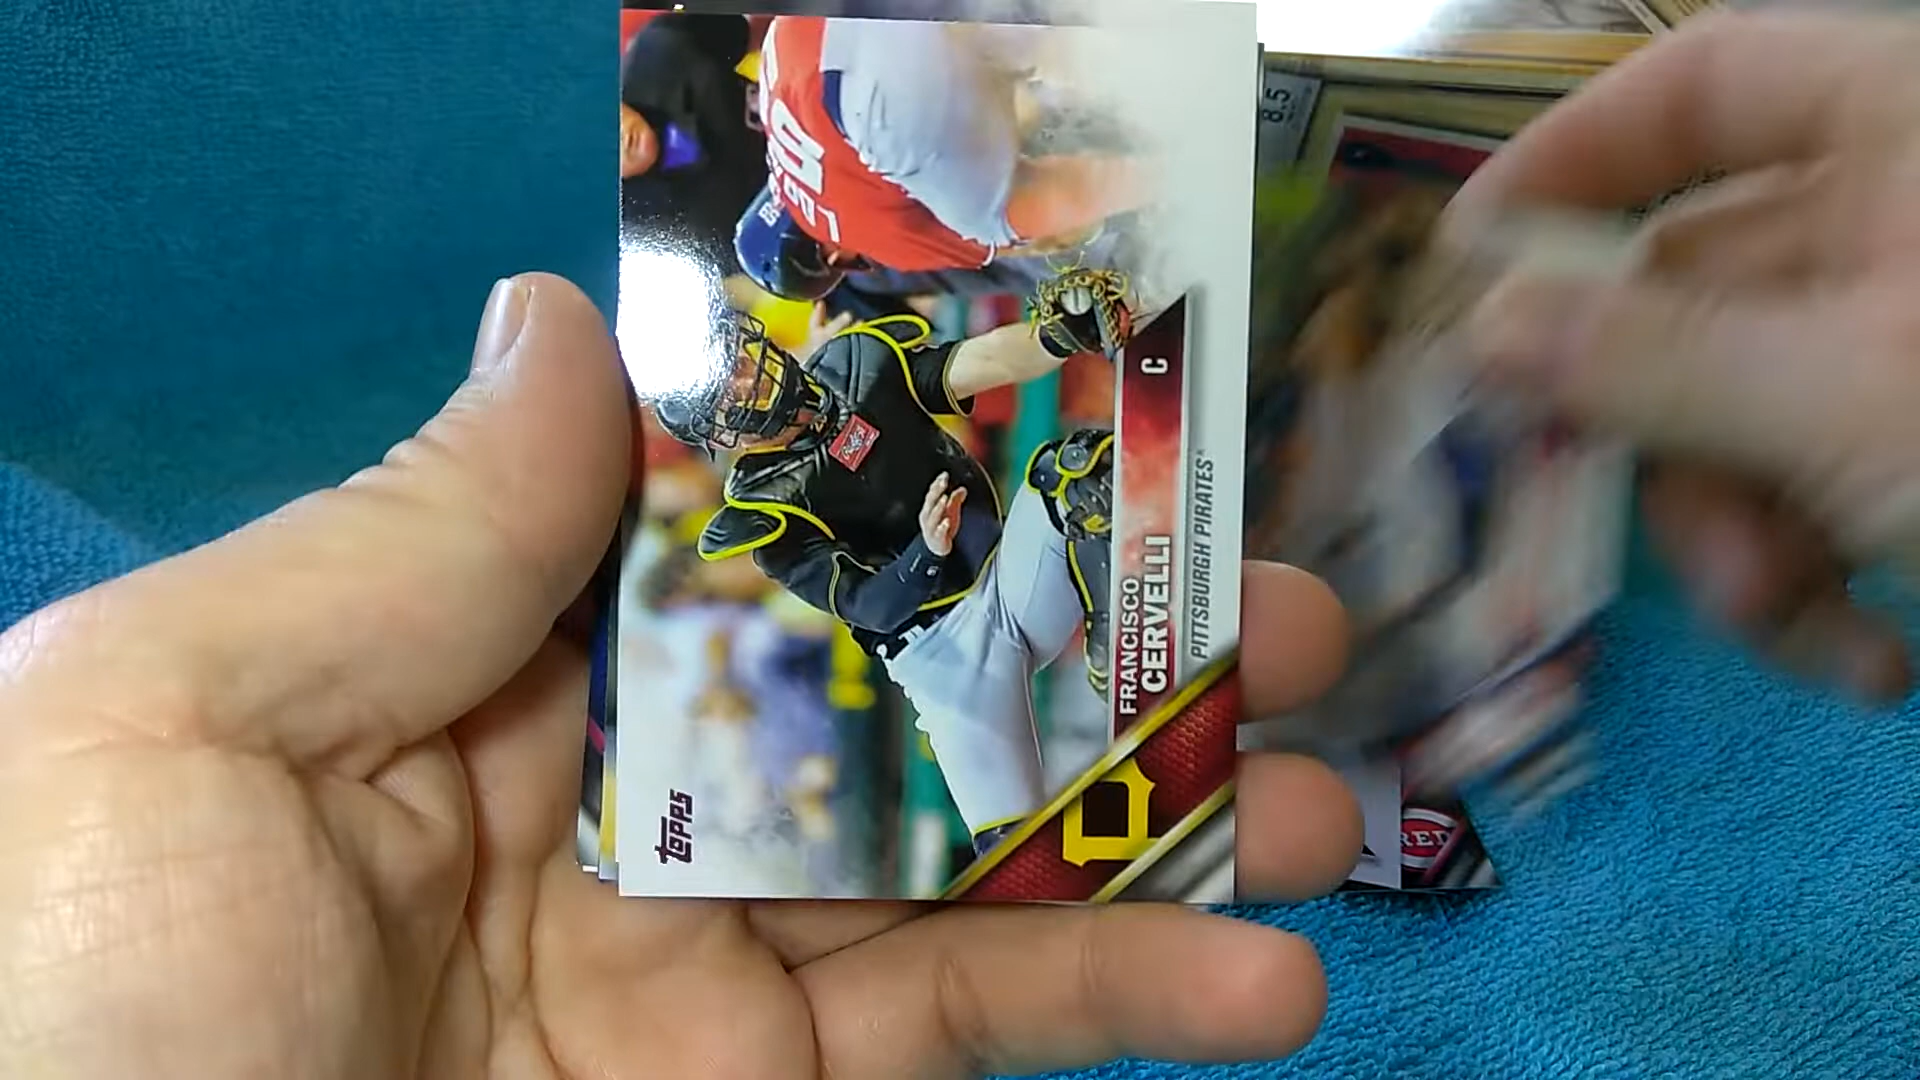 TOPPS
FRANCISCO
CERVELLI
C
PITTSBURGH PIRATES
P
8.5
REDS